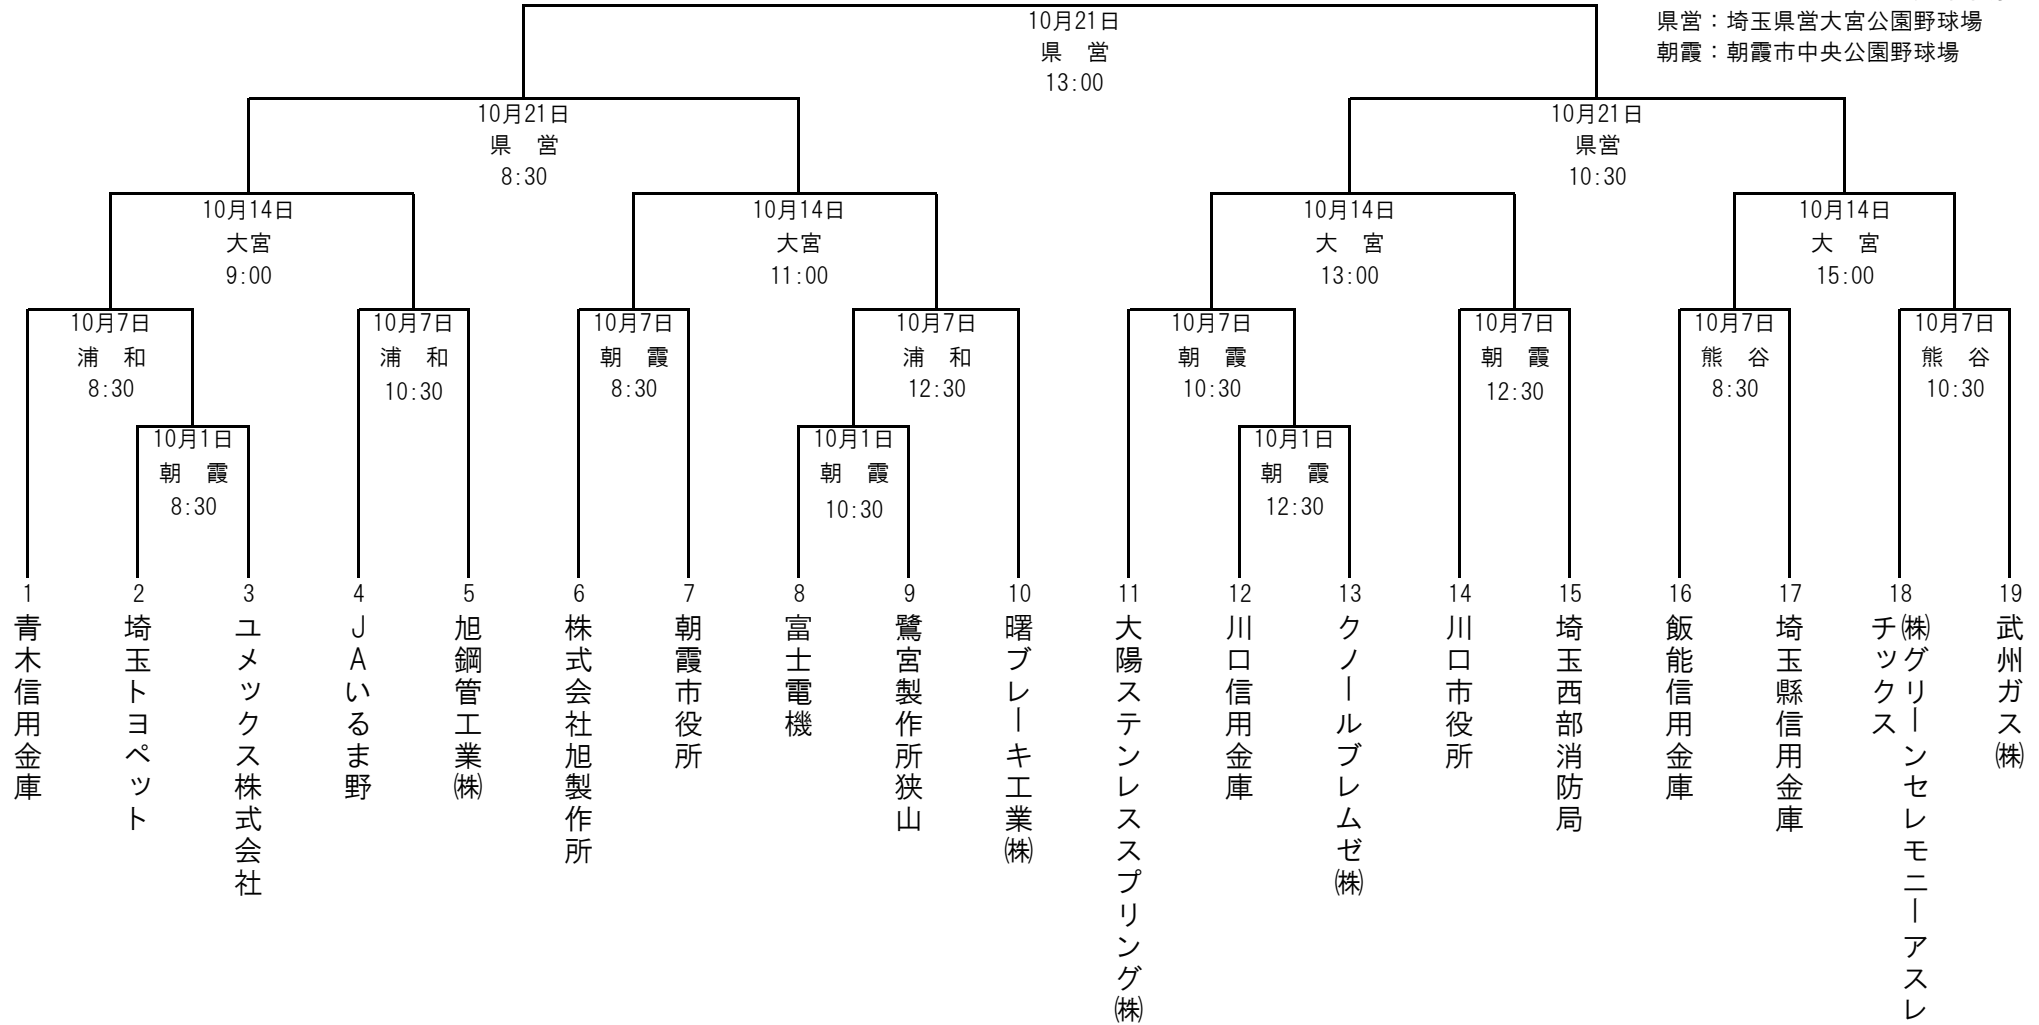 10月21日
県 営
13:00
県営：埼玉県営大宮公園野球場
朝霞：朝霞市中央公園野球場
10月21日
県 営
8:30
10月21日
県営
10:30
10月14日
大宮
9:00
10月14日
大宮
11:00
10月14日
大 宮
13:00
10月14日
大 宮
15:00
10月7日
浦 和
8:30
10月7日
浦 和
10:30
10月7日
朝 霞
8:30
10月7日
浦 和
12:30
10月7日
朝 霞
10:30
10月7日
朝 霞
12:30
10月7日
熊 谷
8:30
10月7日
熊 谷
10:30
10月1日
朝 霞
8:30
10月1日
朝 霞
10:30
10月1日
朝 霞
12:30
1
青木信用金庫
2
埼玉トヨペット
3
ユメックス株式会社
4
ＪＡいるま野
5
旭鋼管工業㈱
6
株式会社旭製作所
7
朝霞市役所
8
富士電機
9
鷺宮製作所狭山
10
曙ブレーキ工業㈱
11
大陽ステンレススプリング㈱
12
川口信用金庫
13
クノールブレムゼ㈱
14
川口市役所
15
埼玉西部消防局
16
飯能信用金庫
17
埼玉縣信用金庫
18
㈱グリーンセレモニーアスレ
チックス
19
武州ガス㈱